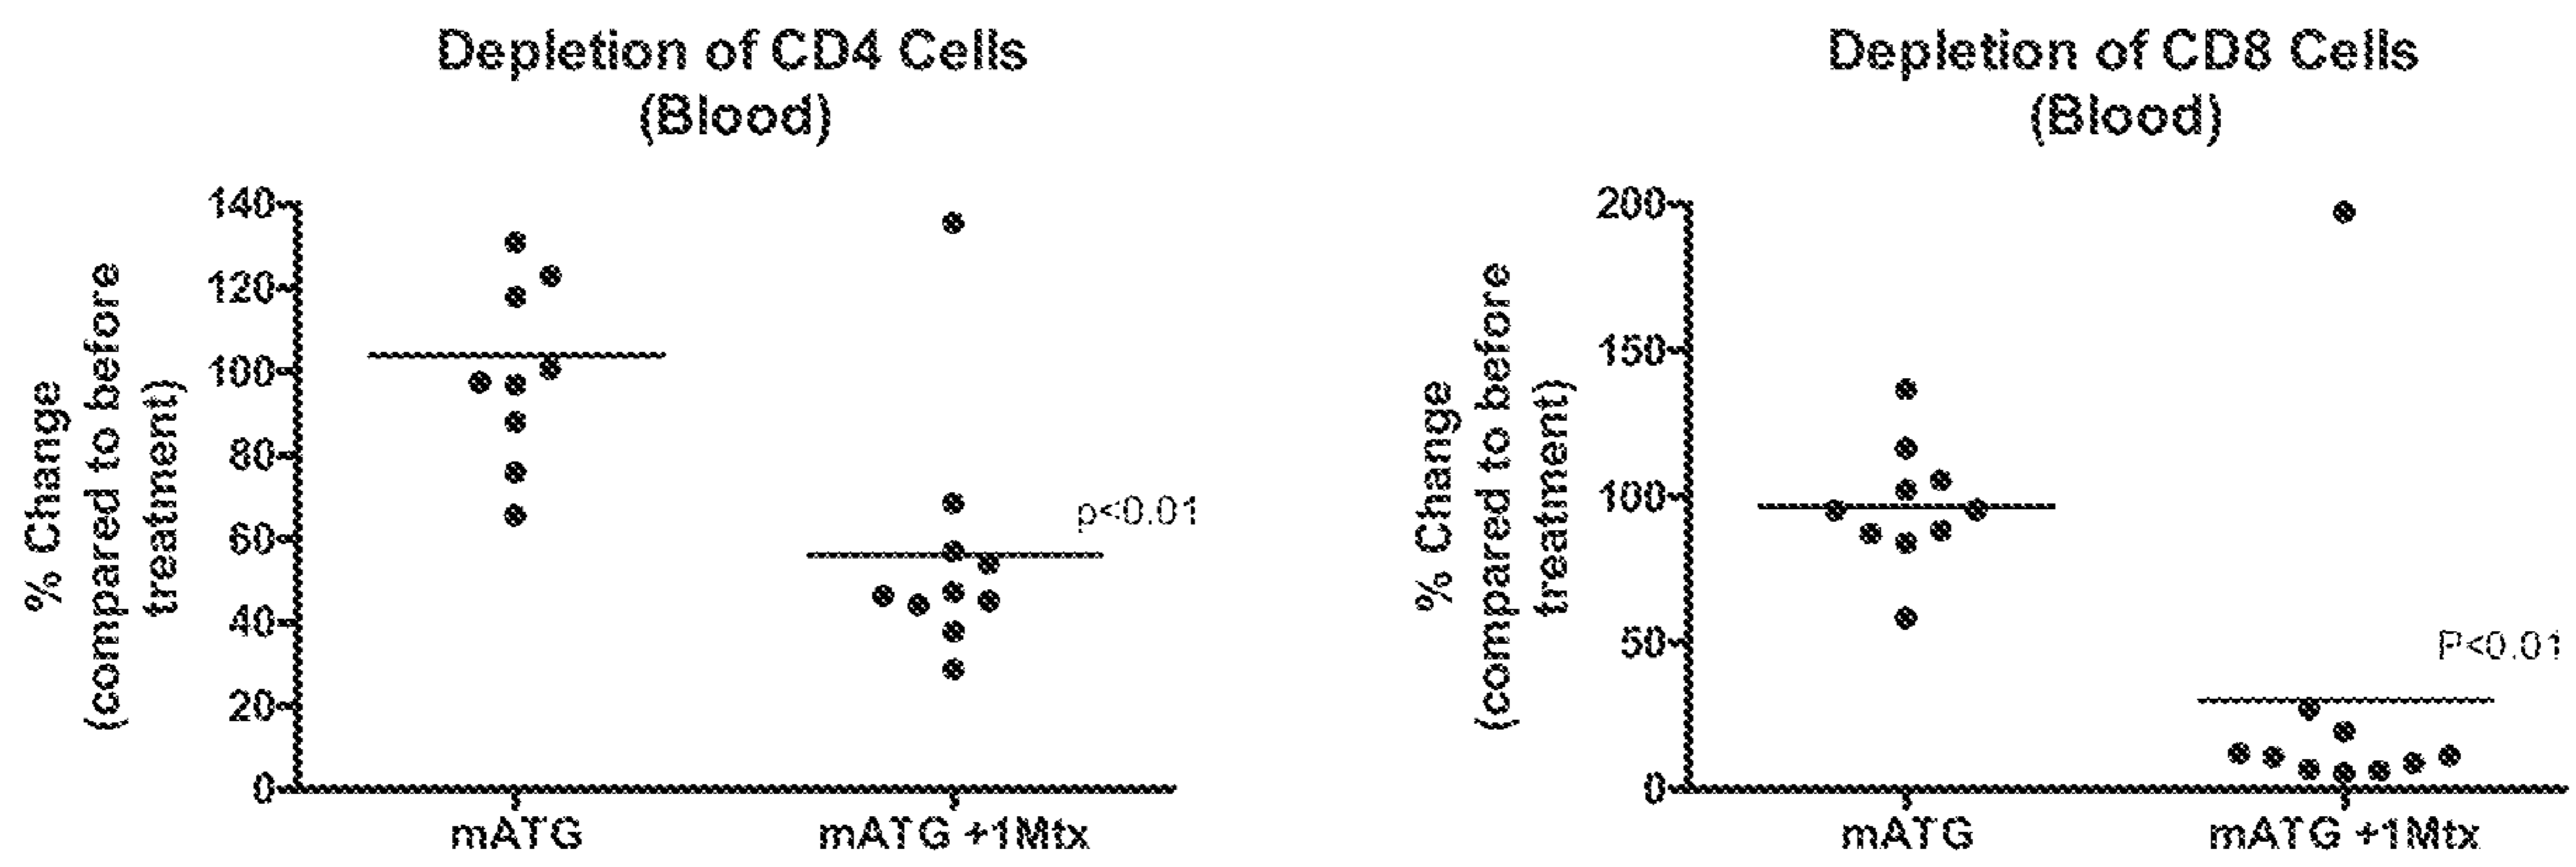 Depletion of CD4 Cells
(Blood)
% Change
(compared to before
treatment)
140
120
100
80
60
40
20
0
p<0.01
mATG
mATG +1Mtx
Depletion of CD8 Cells
(Blood)
% Change
(compared to before
treatment)
200
150
100
50
0
P<0.01
mATG
mATG +1Mtx